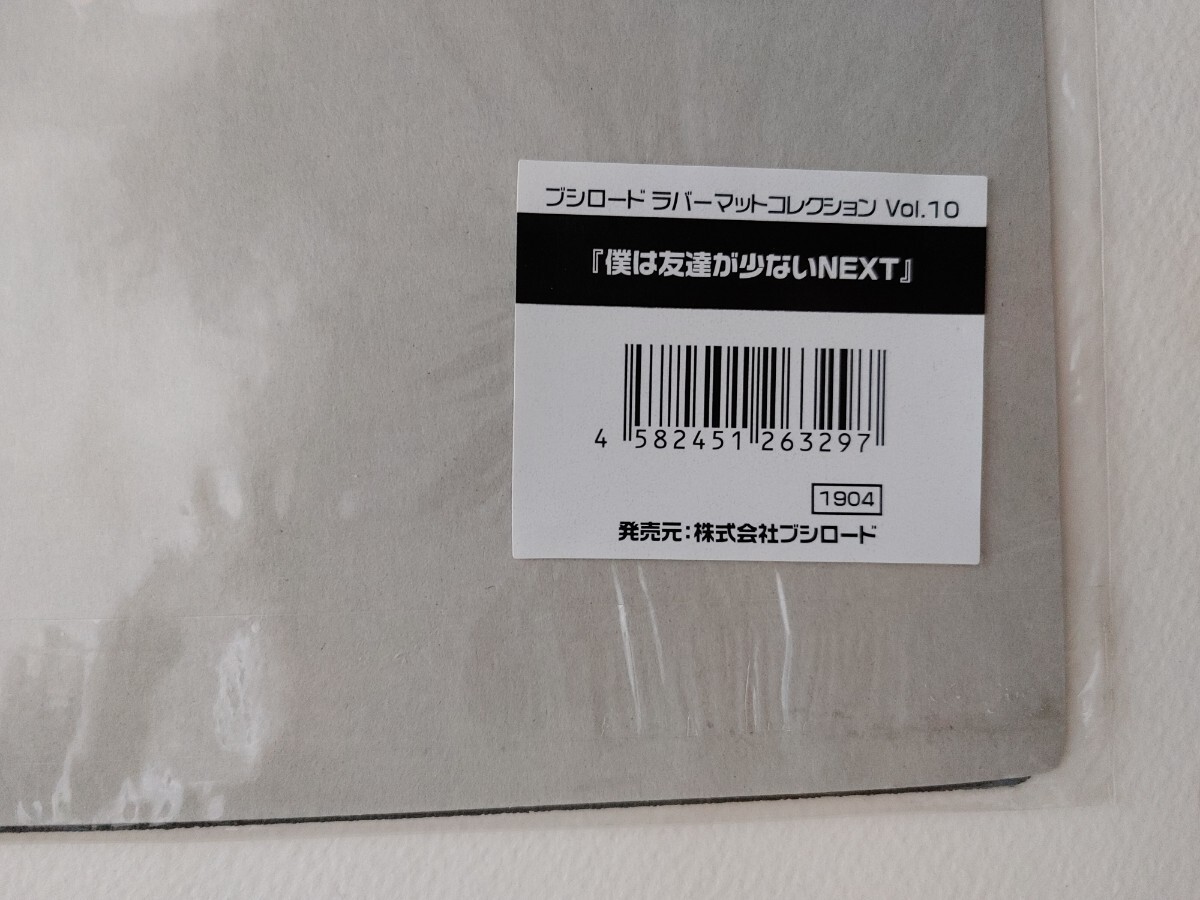 ブシロード ラバーマットコレクション Vol.10
『僕は友達が少ないNEXT』
4 582451 263297
1904
発売元：株式会社ブシロード